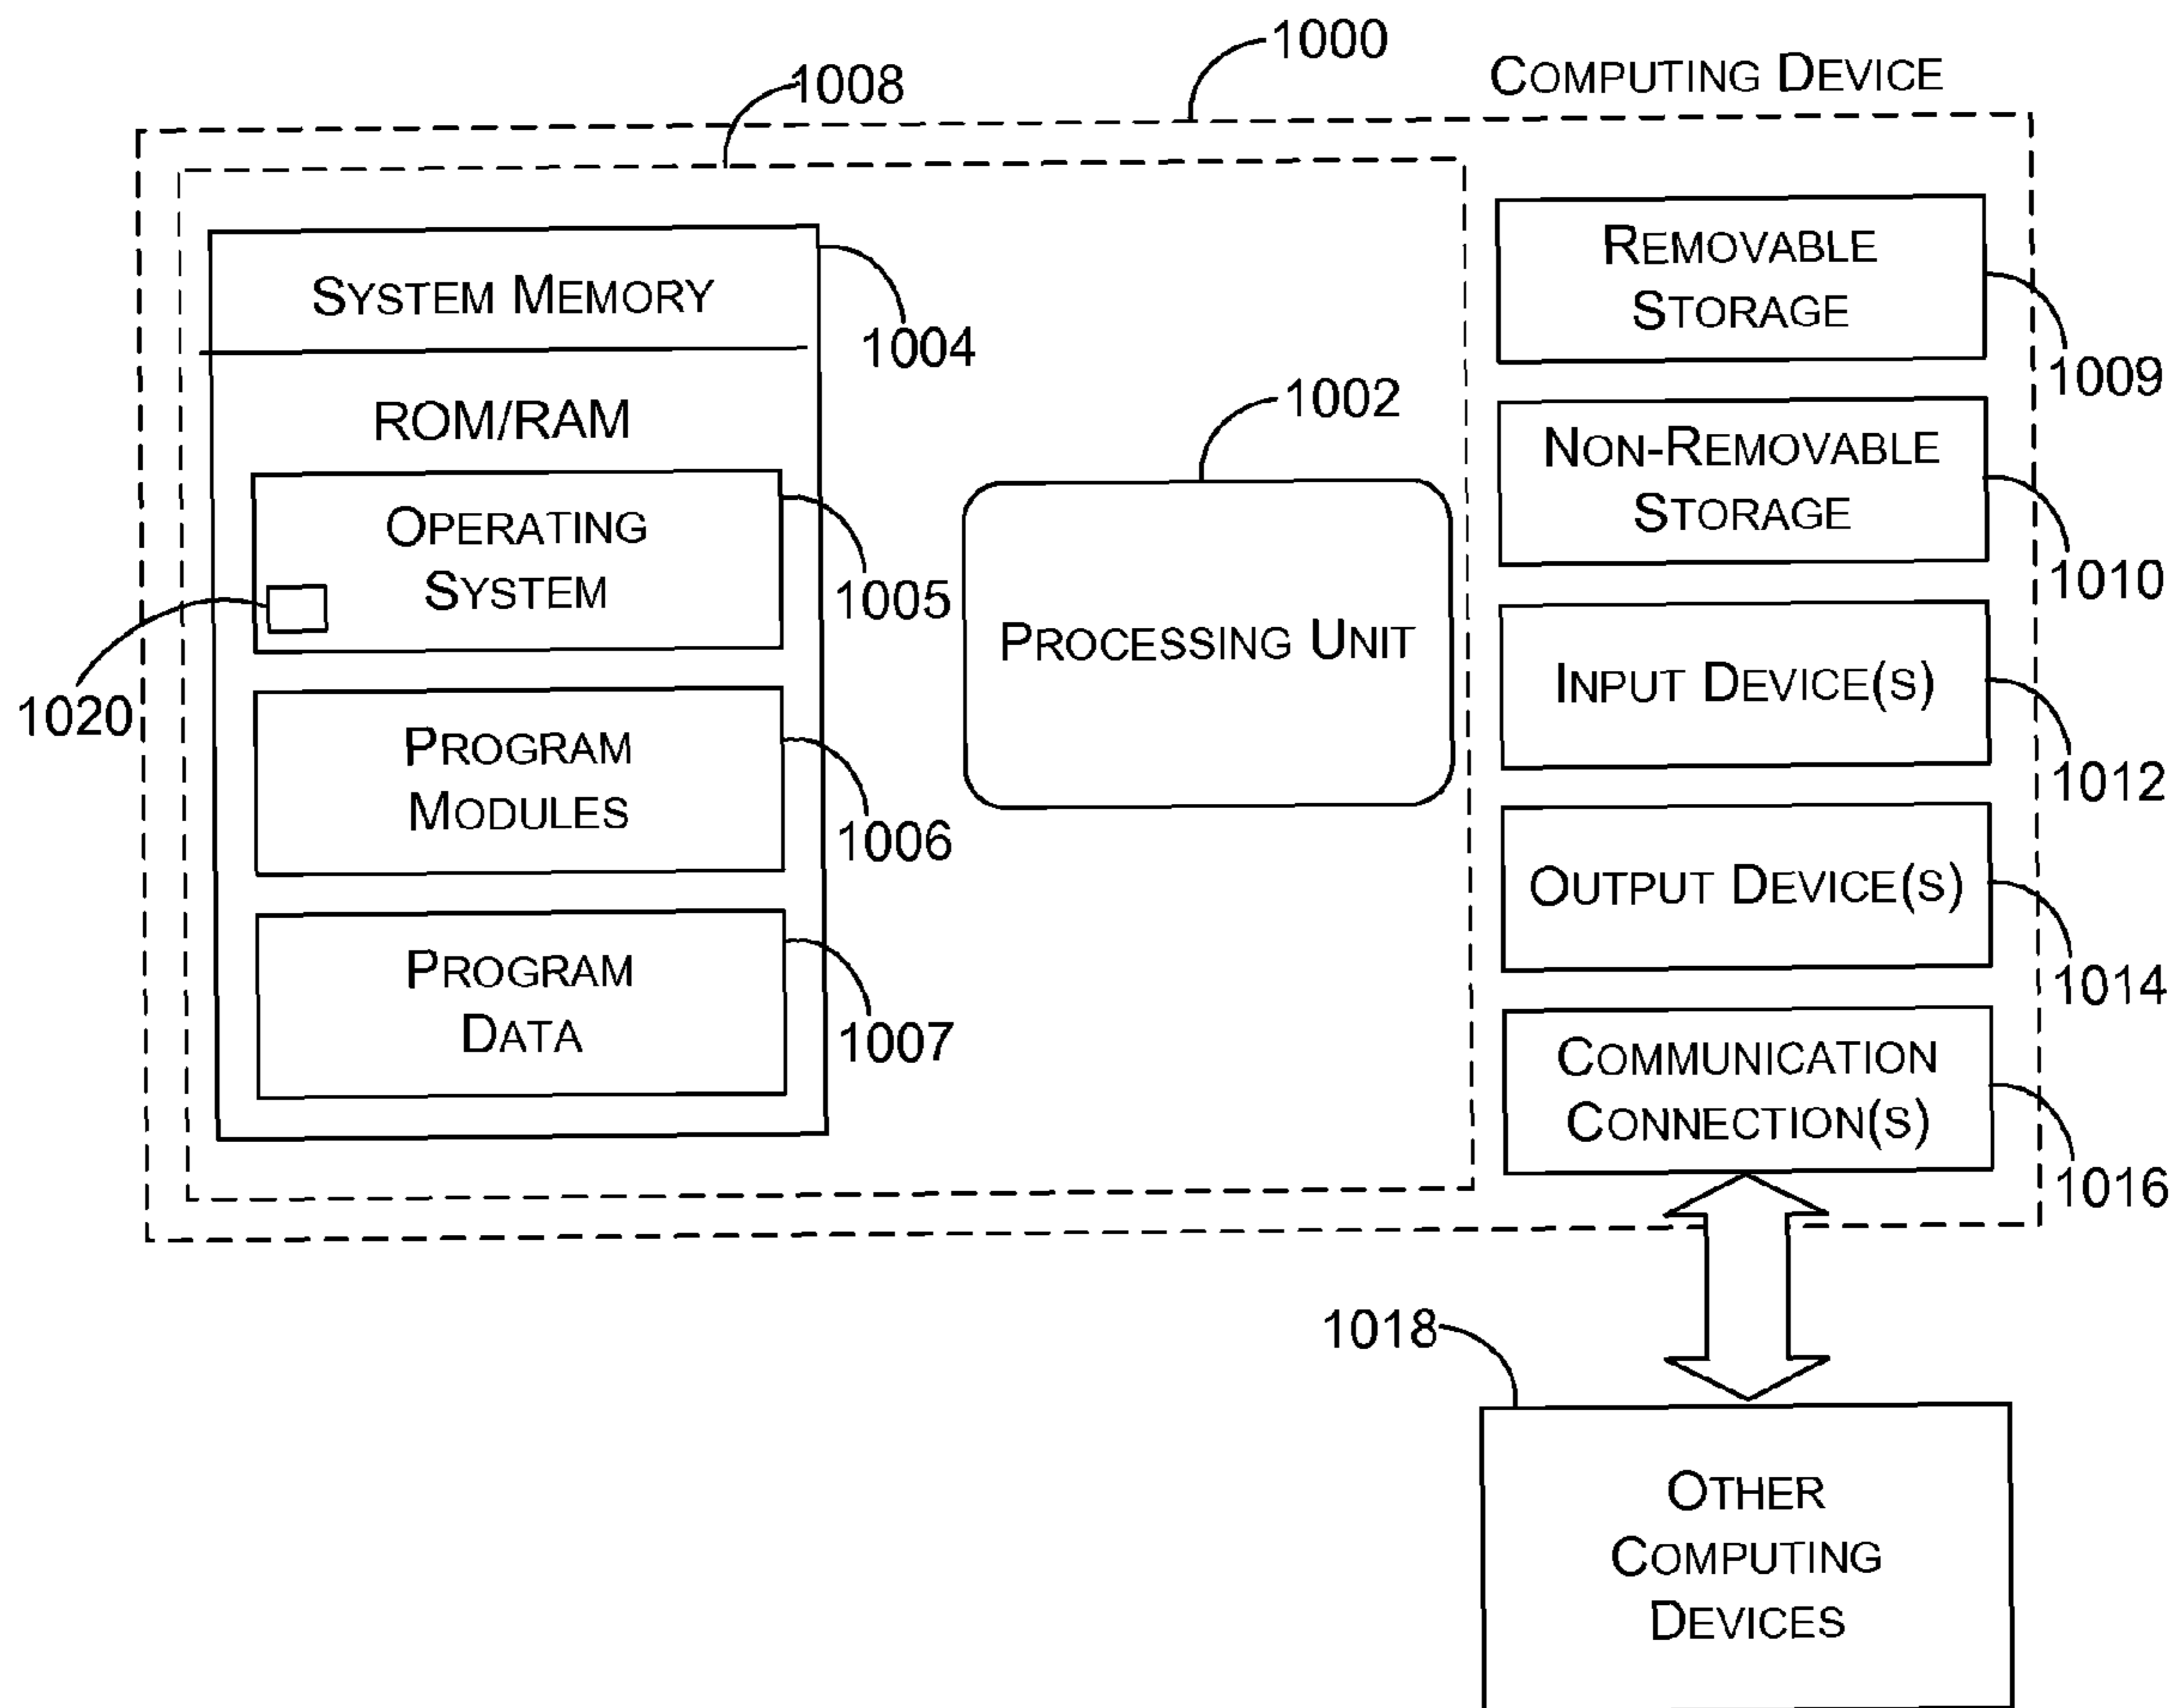 1000
COMPUTING DEVICE
1008
SYSTEM MEMORY
1004
ROM/RAM
OPERATING
SYSTEM
1005
1020
PROGRAM
MODULES
1006
PROGRAM
DATA
1007
1002
PROCESSING UNIT
REMOVABLE
STORAGE
1009
NON-REMOVABLE
STORAGE
1010
INPUT DEVICE(S)
1012
OUTPUT DEVICE(S)
1014
COMMUNICATION
CONNECTION(S)
1016
1018
OTHER
COMPUTING
DEVICES